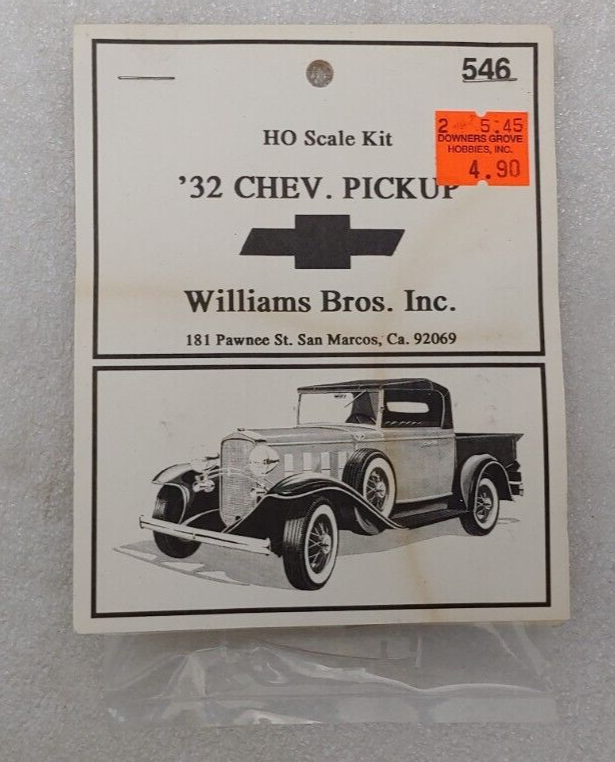 546
2 5.45
DOWNERS GROVE
HOBBIES, INC.
4.90
HO Scale Kit
'32 CHEV. PICKUP
Williams Bros. Inc.
181 Pawnee St. San Marcos, Ca. 92069